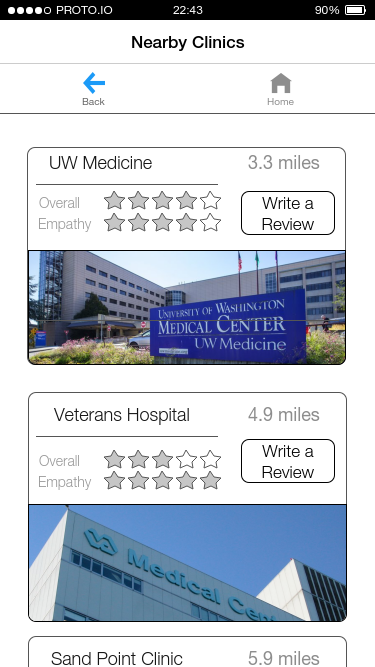 PROTO.IO 22:43 90%
Nearby Clinics
Back Home
UW Medicine 3.3 miles
Overall
Empathy
Write a
Review
UNIVERSITY OF WASHINGTON
MEDICAL CENTER
UW Medicine
Veterans Hospital 4.9 miles
Overall
Empathy
Write a
Review
Medical Cent
Sand Point Clinic 5.9 miles